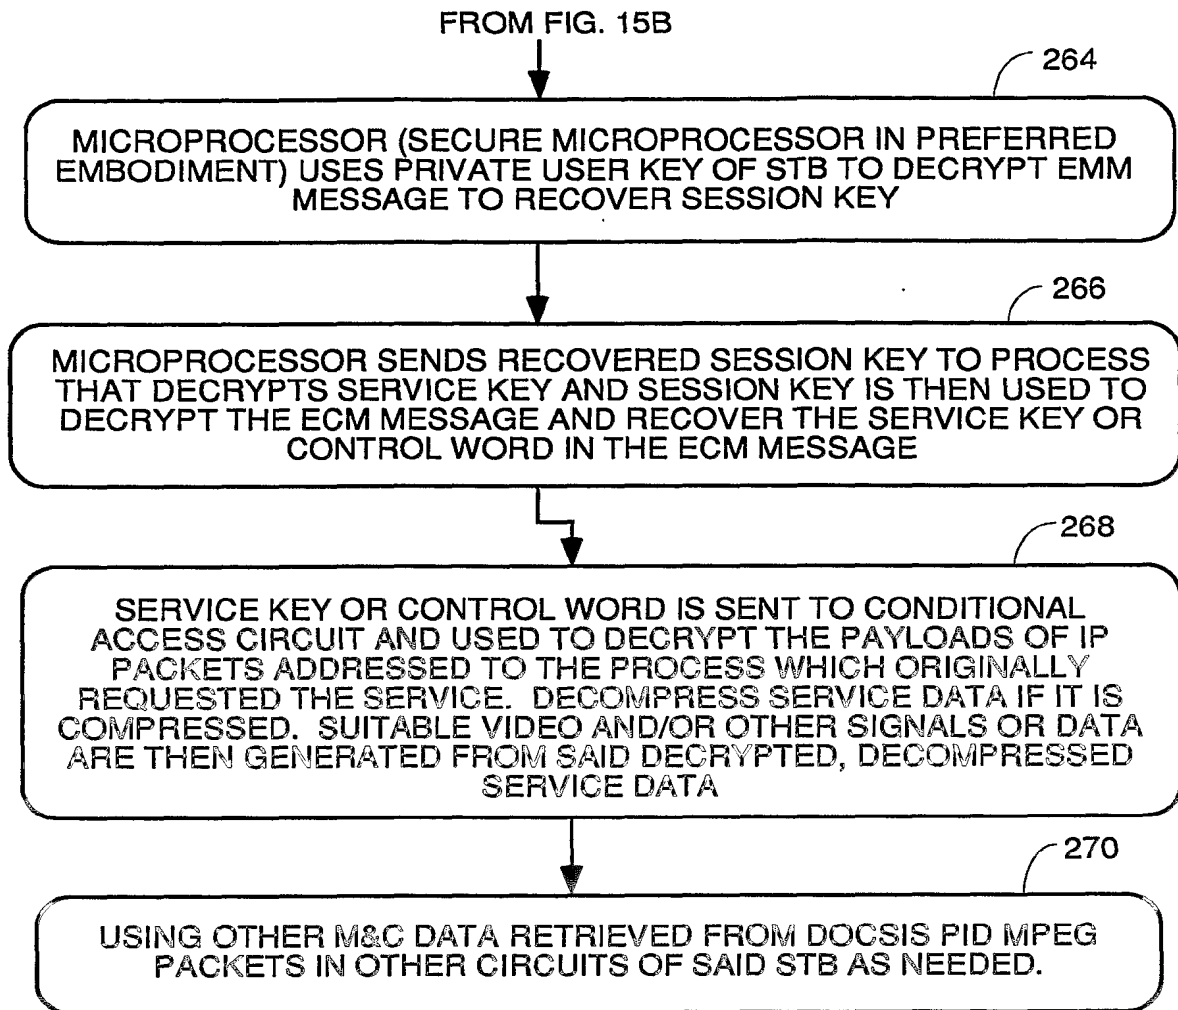 FROM FIG. 15B
264
MICROPROCESSOR (SECURE MICROPROCESSOR IN PREFERRED
EMBODIMENT) USES PRIVATE USER KEY OF STB TO DECRYPT EMM
MESSAGE TO RECOVER SESSION KEY
266
MICROPROCESSOR SENDS RECOVERED SESSION KEY TO PROCESS
THAT DECRYPTS SERVICE KEY AND SESSION KEY IS THEN USED TO
DECRYPT THE ECM MESSAGE AND RECOVER THE SERVICE KEY OR
CONTROL WORD IN THE ECM MESSAGE
268
SERVICE KEY OR CONTROL WORD IS SENT TO CONDITIONAL
ACCESS CIRCUIT AND USED TO DECRYPT THE PAYLOADS OF IP
PACKETS ADDRESSED TO THE PROCESS WHICH ORIGINALLY
REQUESTED THE SERVICE. DECOMPRESS SERVICE DATA IF IT IS
COMPRESSED. SUITABLE VIDEO AND/OR OTHER SIGNALS OR DATA
ARE THEN GENERATED FROM SAID DECRYPTED, DECOMPRESSED
SERVICE DATA
270
USING OTHER M&C DATA RETRIEVED FROM DOCSIS PID MPEG
PACKETS IN OTHER CIRCUITS OF SAID STB AS NEEDED.